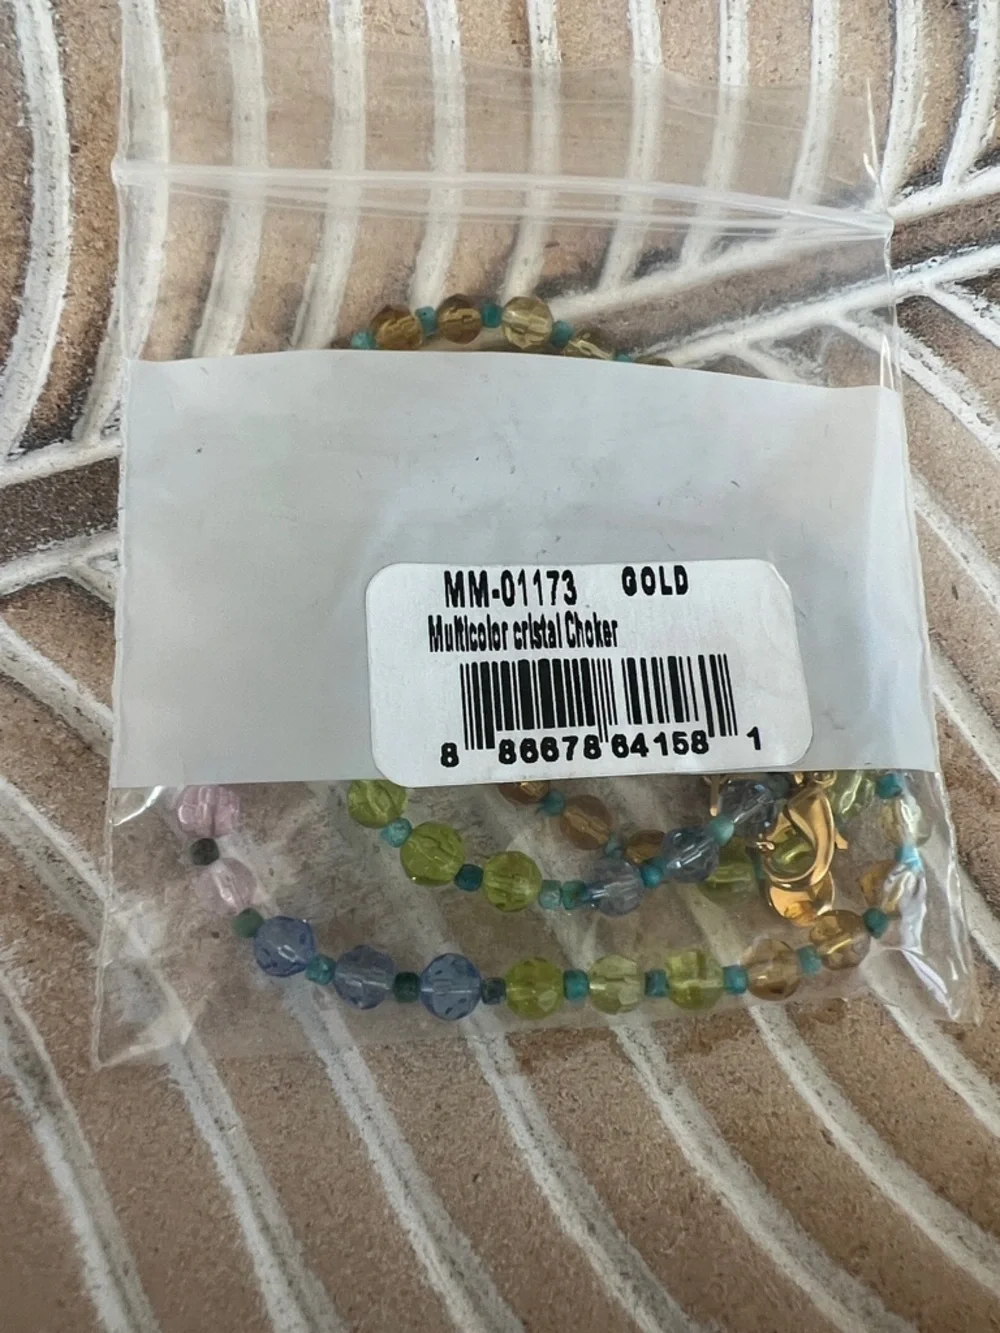 MM-01173 GOLD
Multicolor cristal Choker
8 86678 64158 1